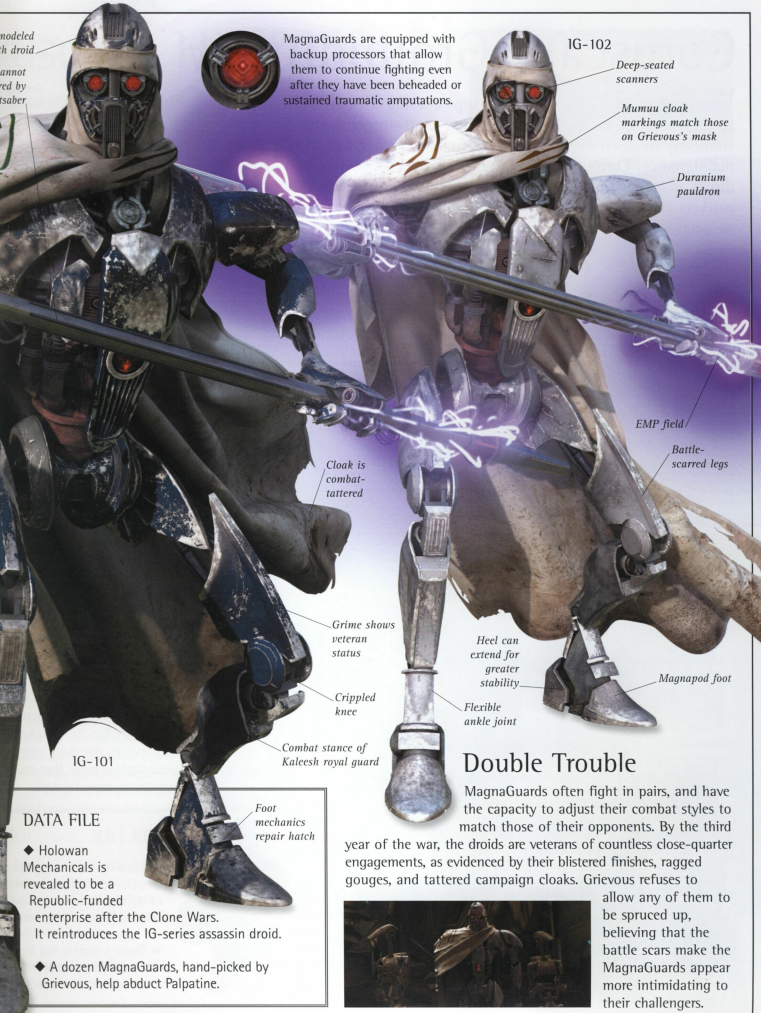 modeled
th droid
annot
red by
tsaber
MagnaGuards are equipped with
backup processors that allow
them to continue fighting even
after they have been beheaded or
sustained traumatic amputations.
IG-102
Deep-seated
scanners
Mumuu cloak
markings match those
on Grievous's mask
Duranium
pauldron
EMP field
Battle-
scarred legs
Cloak is
combat-
tattered
Grime shows
veteran
status
Crippled
knee
Combat stance of
Kaleesh royal guard
IG-101
Foot
mechanics
repair hatch
Heel can
extend for
greater
stability
Flexible
ankle joint
Magnapod foot
Double Trouble
MagnaGuards often fight in pairs, and have
the capacity to adjust their combat styles to
match those of their opponents. By the third
year of the war, the droids are veterans of countless close-quarter
engagements, as evidenced by their blistered finishes, ragged
gouges, and tattered campaign cloaks. Grievous refuses to
allow any of them to
be spruced up,
believing that the
battle scars make the
MagnaGuards appear
more intimidating to
their challengers.
DATA FILE
◆ Holowan
Mechanicals is
revealed to be a
Republic-funded
enterprise after the Clone Wars.
It reintroduces the IG-series assassin droid.
◆ A dozen MagnaGuards, hand-picked by
Grievous, help abduct Palpatine.